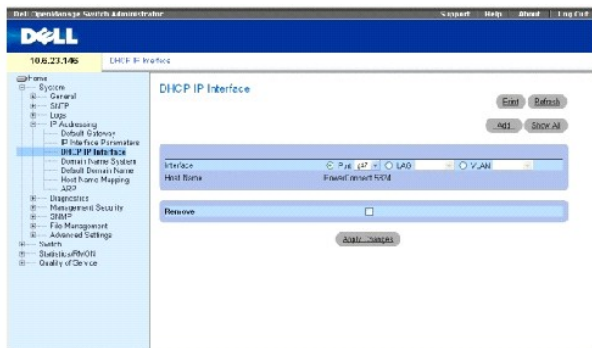 Dell OpenManage Switch Administrator
Support Help About Log Out
DELL
10.6.23.146
DHCP IP Interface
Home
System
General
SNTP
Logs
IP Addressing
Default Gateway
IP Interface Parameters
DHCP IP Interface
Domain Name System
Default Domain Name
Host Name Mapping
ARP
Diagnostics
Management Security
SNMP
File Management
Advanced Settings
Switch
Statistics/RMON
Quality of Service
DHCP IP Interface
Print Refresh
Add Show All
Interface Port g17 LAG VLAN
Host Name PowerConnect 5324
Remove
Apply Changes